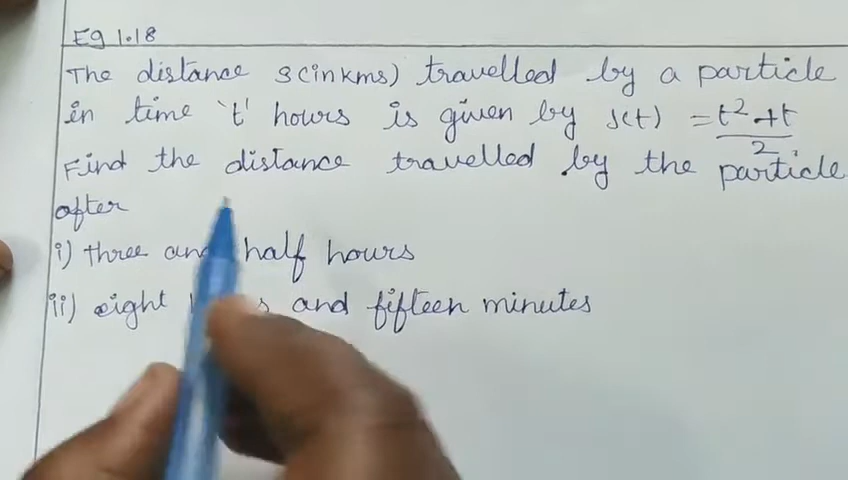 Eg 1.18
The distance s(in kms) travelled by a particle
in time 't' hours is given by s(t) = t² + t / 2.
Find the distance travelled by the particle
after
i) three and half hours
ii) eight and fifteen minutes